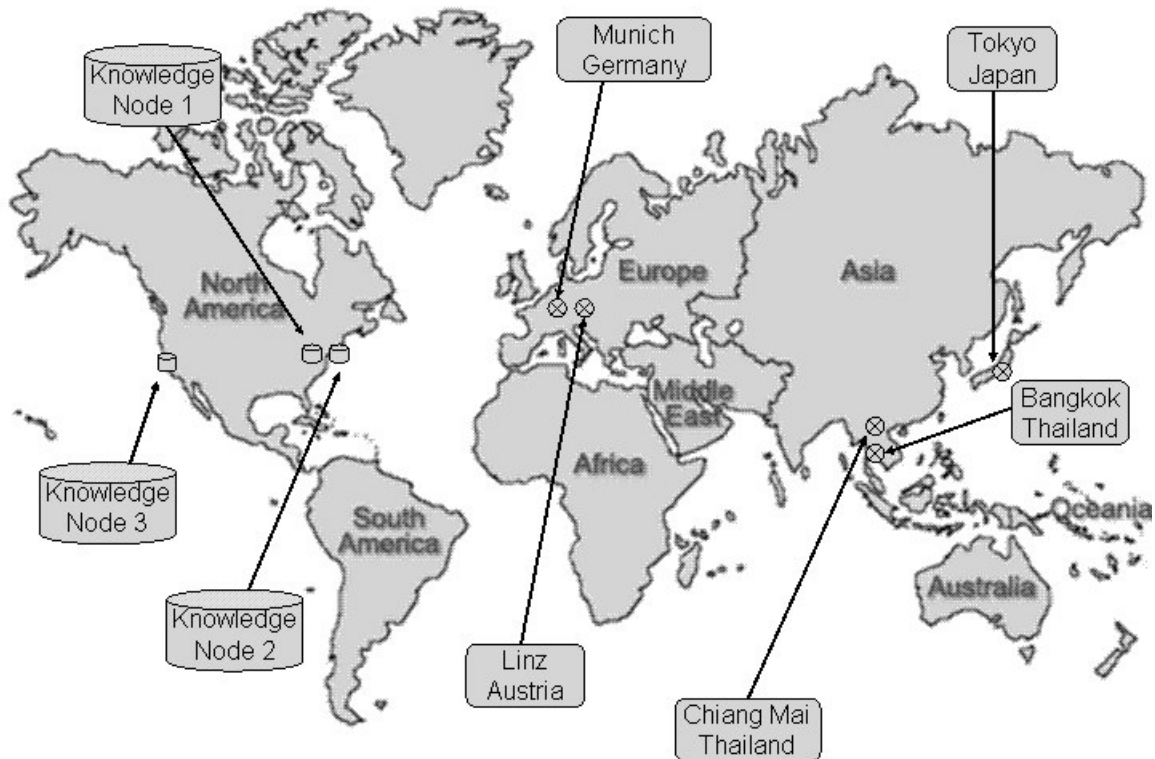 Knowledge
Node 1
Munich
Germany
Tokyo
Japan
North
America
Europe
Asia
Middle
East
Bangkok
Thailand
Africa
Knowledge
Node 3
South
America
Oceania
Australia
Knowledge
Node 2
Linz
Austria
Chiang Mai
Thailand